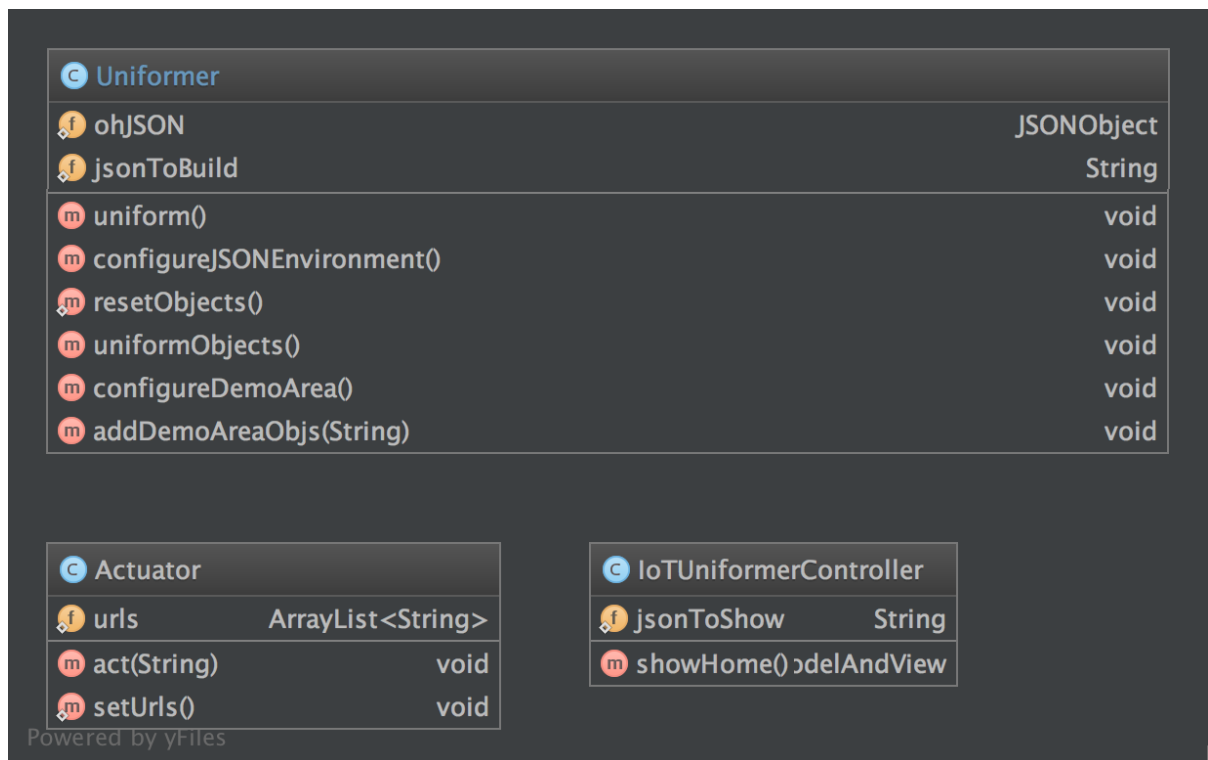 C Uniformer
f ohJSON JSONObject
f jsonToBuild String
m uniform() void
m configureJSONEnvironment() void
m resetObjects() void
m uniformObjects() void
m configureDemoArea() void
m addDemoAreaObjs(String) void
C Actuator
f urls ArrayList<String>
m act(String) void
m setUrls() void
C IoTUniformerController
f jsonToShow String
m showHome() odelAndView
Powered by yFiles